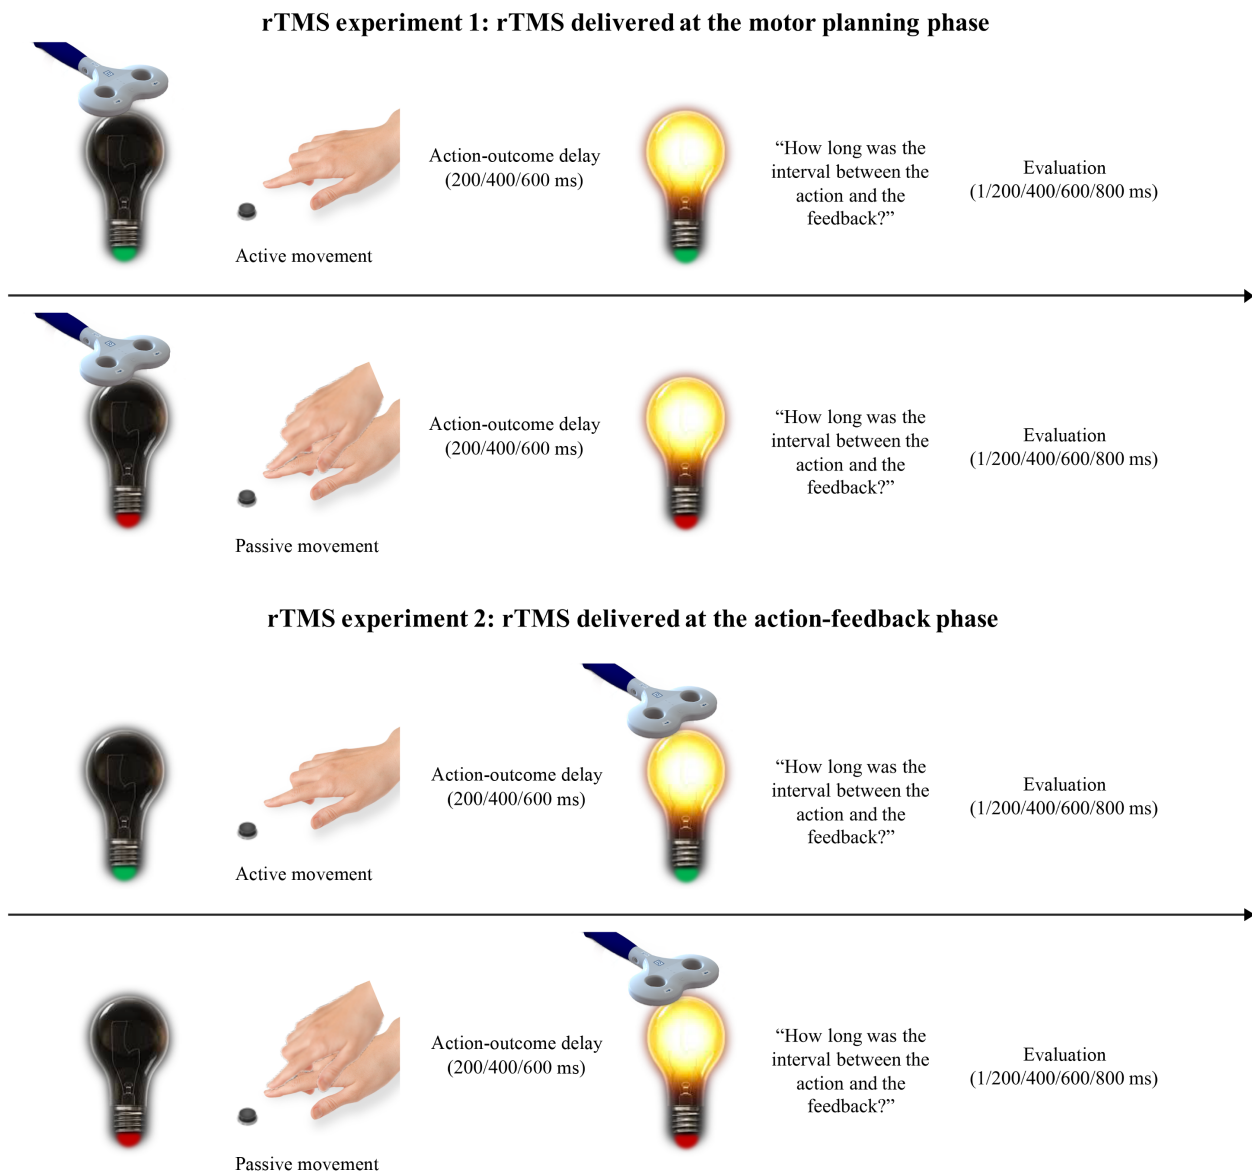 rTMS experiment 1: rTMS delivered at the motor planning phase
Action-outcome delay
(200/400/600 ms)
“How long was the
interval between the
action and the
feedback?”
Evaluation
(1/200/400/600/800 ms)
Active movement
Action-outcome delay
(200/400/600 ms)
“How long was the
interval between the
action and the
feedback?”
Evaluation
(1/200/400/600/800 ms)
Passive movement
rTMS experiment 2: rTMS delivered at the action-feedback phase
Action-outcome delay
(200/400/600 ms)
“How long was the
interval between the
action and the
feedback?”
Evaluation
(1/200/400/600/800 ms)
Active movement
Action-outcome delay
(200/400/600 ms)
“How long was the
interval between the
action and the
feedback?”
Evaluation
(1/200/400/600/800 ms)
Passive movement